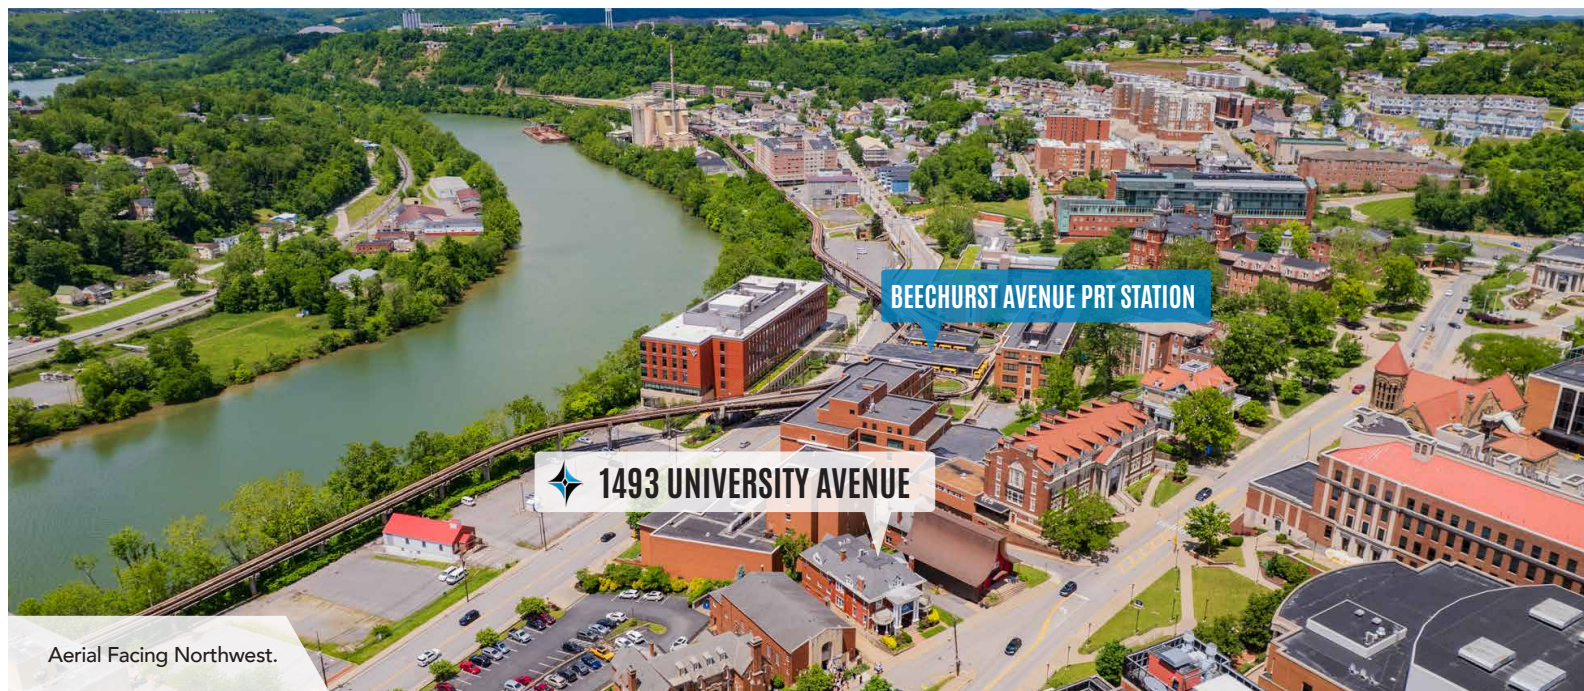 BEECHURST AVENUE PRT STATION
1493 UNIVERSITY AVENUE
Aerial Facing Northwest.